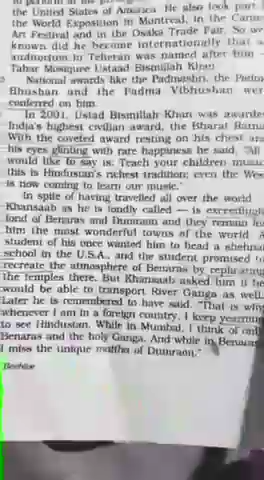 the United States of America. He also took part
the World Exposition in Montreal, in the Cannes
Art Festival and in the Osaka Trade Fair. So well
known did he become internationally that a
auditorium in Teheran was named after him —
Tahar Mosique Ustaad Bismillah Khan.
National awards like the Padmashri, the Padma
Bhushan and the Padma Vibhushan were
conferred on him.
In 2001, Ustad Bismillah Khan was awarded
India's highest civilian award, the Bharat Ratna
With the coveted award resting on his chest and
his eyes glinting with rare happiness he said, "All
would like to say is: Teach your children music
this is Hindustan's richest tradition; even the West
is now coming to learn our music."
In spite of having travelled all over the world
Khansaab as he is fondly called — is exceedingly
fond of Benaras and Dumraon and they remain for
him the most wonderful towns of the world
student of his once wanted him to head a shehnai
school in the U.S.A., and the student promised to
recreate the atmosphere of Benaras by replicating
the temples there. But Khansaab asked him if he
would be able to transport River Ganga as well.
Later he is remembered to have said, "That is why
whenever I am in a foreign country, I keep yearning
to see Hindustan. While in Mumbai, I think of only
Benaras and the holy Ganga. And while in Benaras
I miss the unique mattha of Dumraon."
Beehive